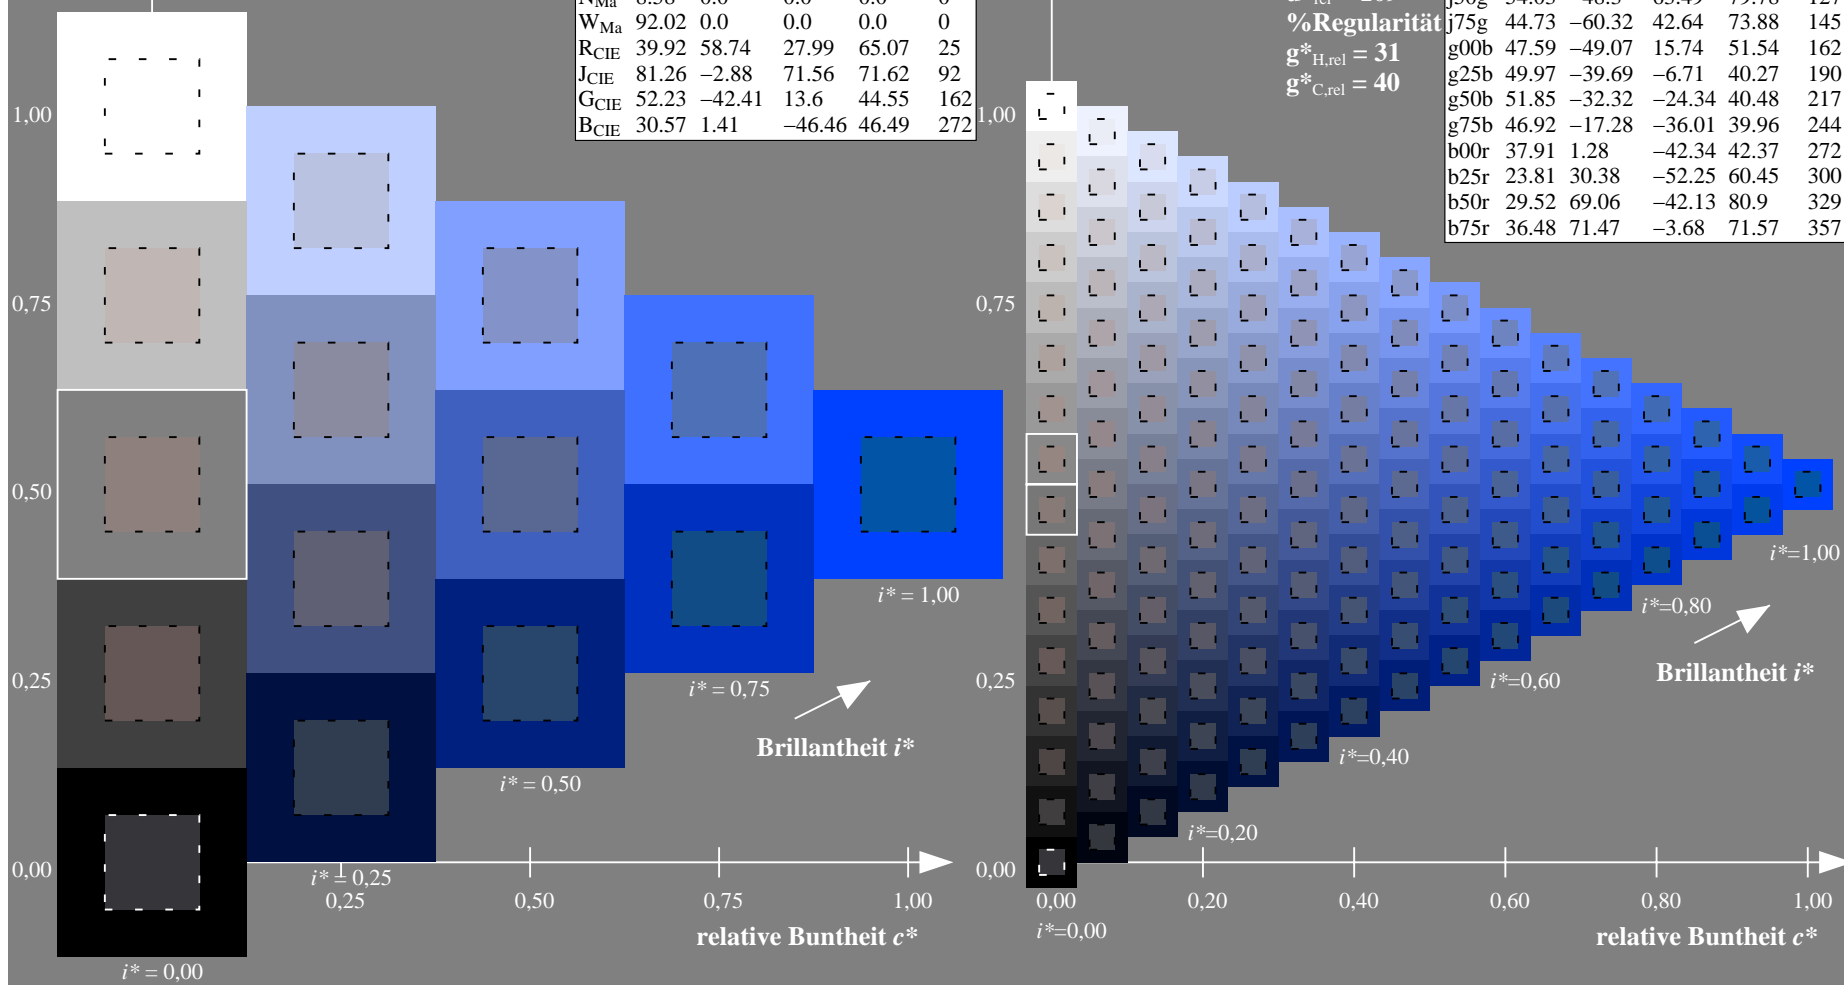 W_Ma 92.02 0.0 0.0 0.0 0
R_CIE 39.92 58.74 27.99 65.07 25
J_CIE 81.26 −2.88 71.56 71.62 92
G_CIE 52.23 −42.41 13.6 44.55 162
B_CIE 30.57 1.41 −46.46 46.49 272
1,00
0,75
0,50
0,25
0,00
i* = 1,00
i* = 0,75
Brillantheit i*
i* = 0,50
i* = 0,25
0,25 0,50 0,75 1,00
relative Buntheit c*
i* = 0,00
%Regularität
g*H,rel = 31
g*C,rel = 40
j75g 44.73 −60.32 42.64 73.88 145
g00b 47.59 −49.07 15.74 51.54 162
g25b 49.97 −39.69 −6.71 40.27 190
g50b 51.85 −32.32 −24.34 40.48 217
g75b 46.92 −17.28 −36.01 39.96 244
b00r 37.91 1.28 −42.34 42.37 272
b25r 23.81 30.38 −52.25 60.45 300
b50r 29.52 69.06 −42.13 80.9 329
b75r 36.48 71.47 −3.68 71.57 357
1,00
0,75
0,50
0,25
0,00
i*=1,00
i*=0,80
Brillantheit i*
i*=0,60
i*=0,40
i*=0,20
0,00 0,20 0,40 0,60 0,80 1,00
i*=0,00
relative Buntheit c*